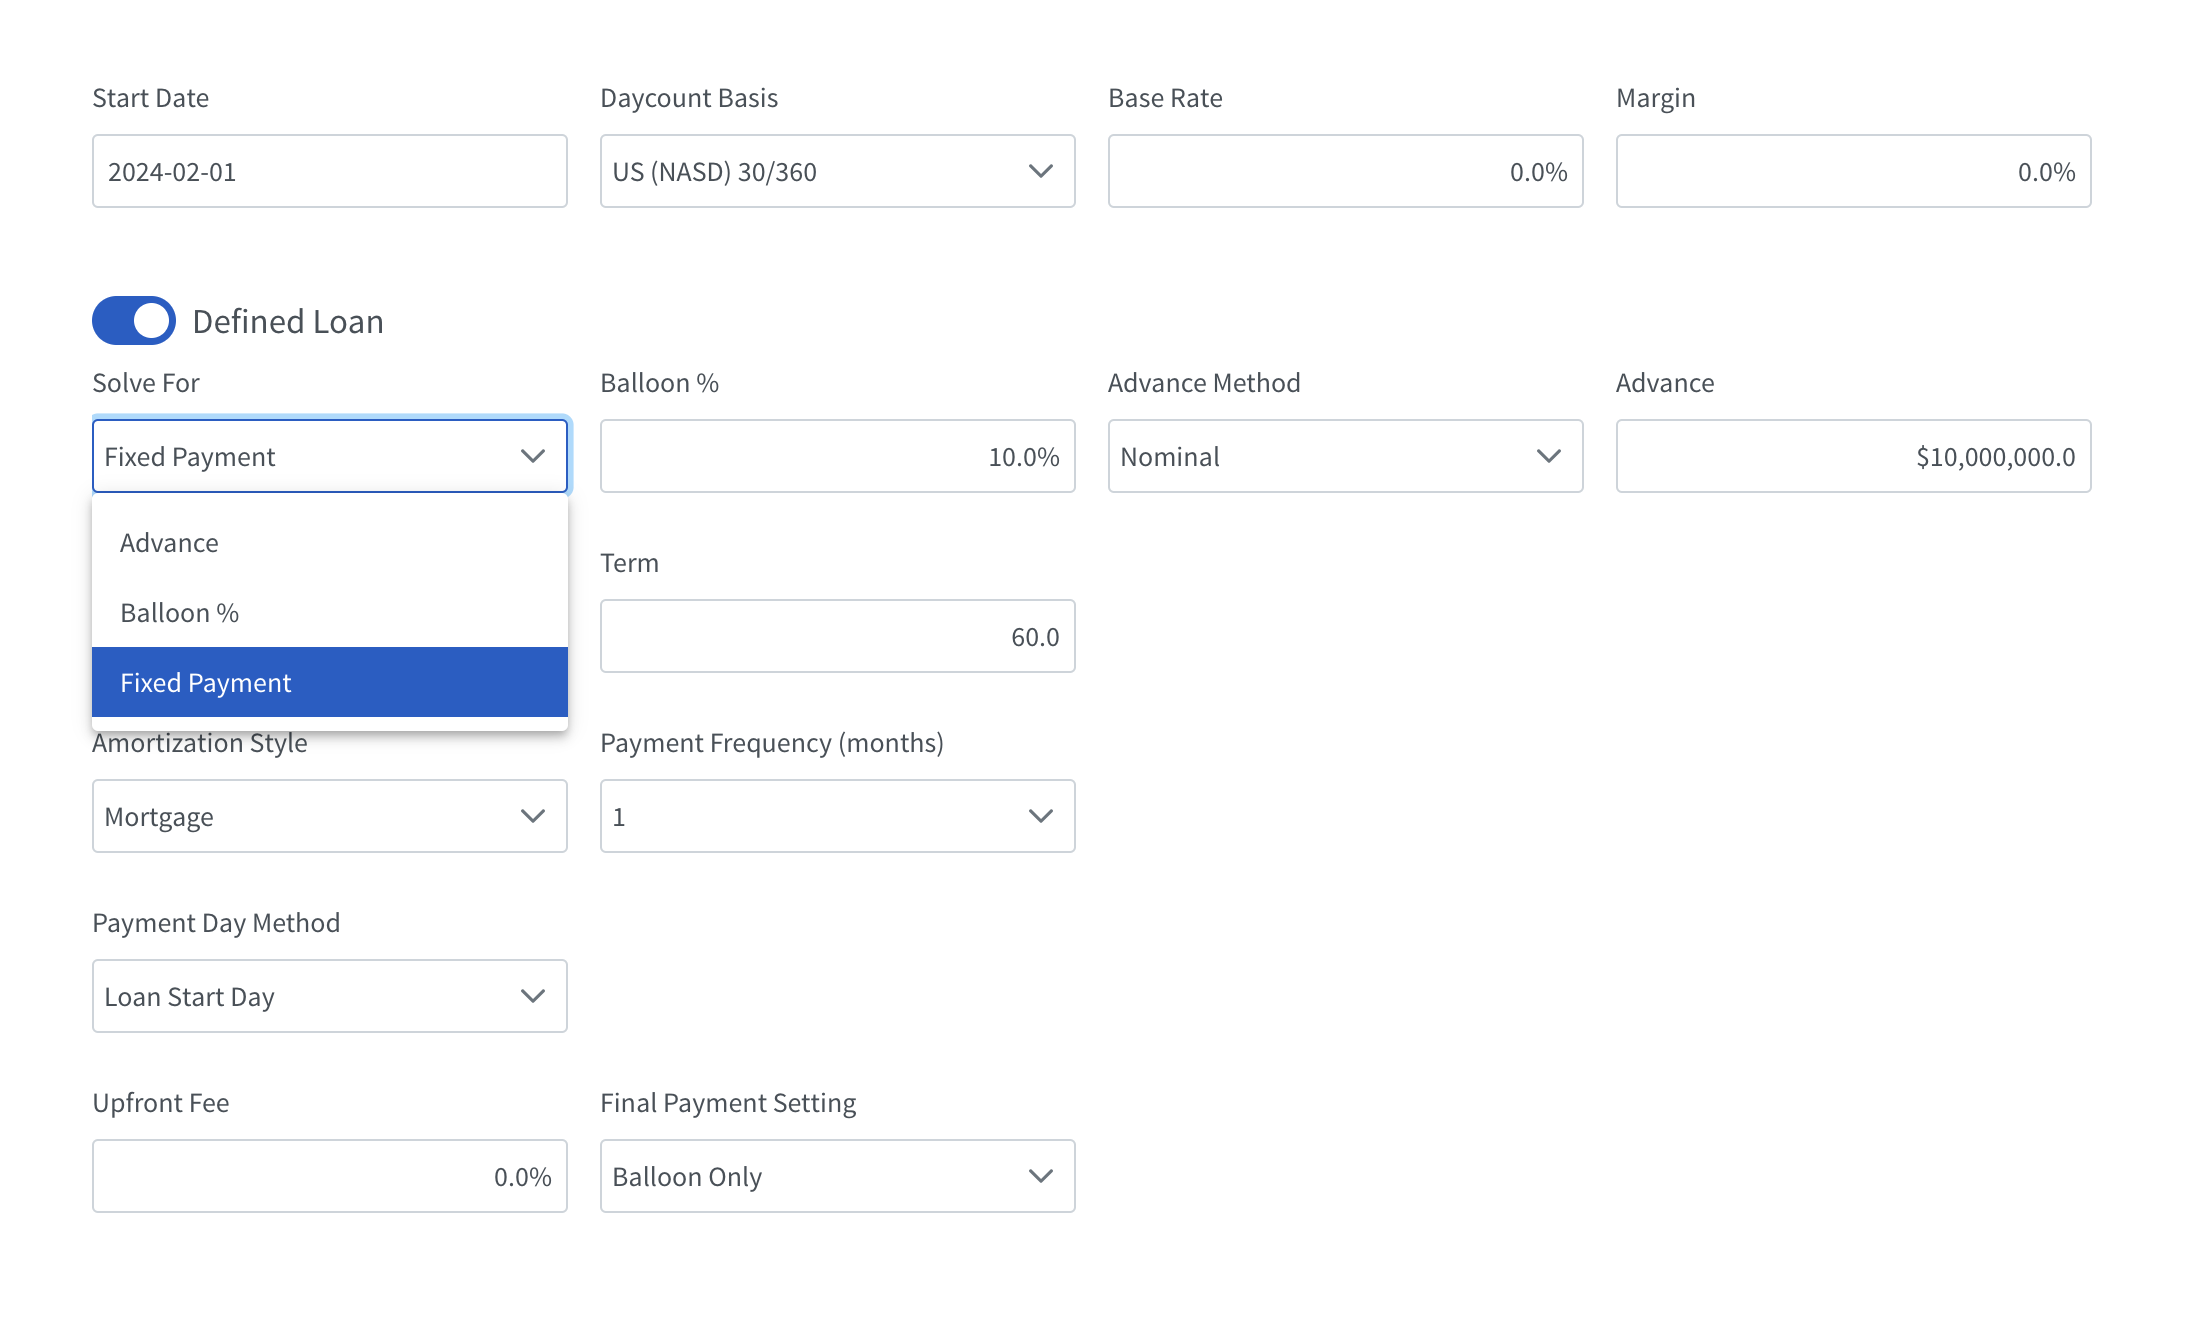 Start Date
Daycount Basis
Base Rate
Margin
2024-02-01
US (NASD) 30/360
0.0%
0.0%
Defined Loan
Solve For
Balloon %
Advance Method
Advance
Fixed Payment
10.0%
Nominal
$10,000,000.0
Advance
Balloon %
Fixed Payment
Term
60.0
Amortization Style
Payment Frequency (months)
Mortgage
1
Payment Day Method
Loan Start Day
Upfront Fee
Final Payment Setting
0.0%
Balloon Only